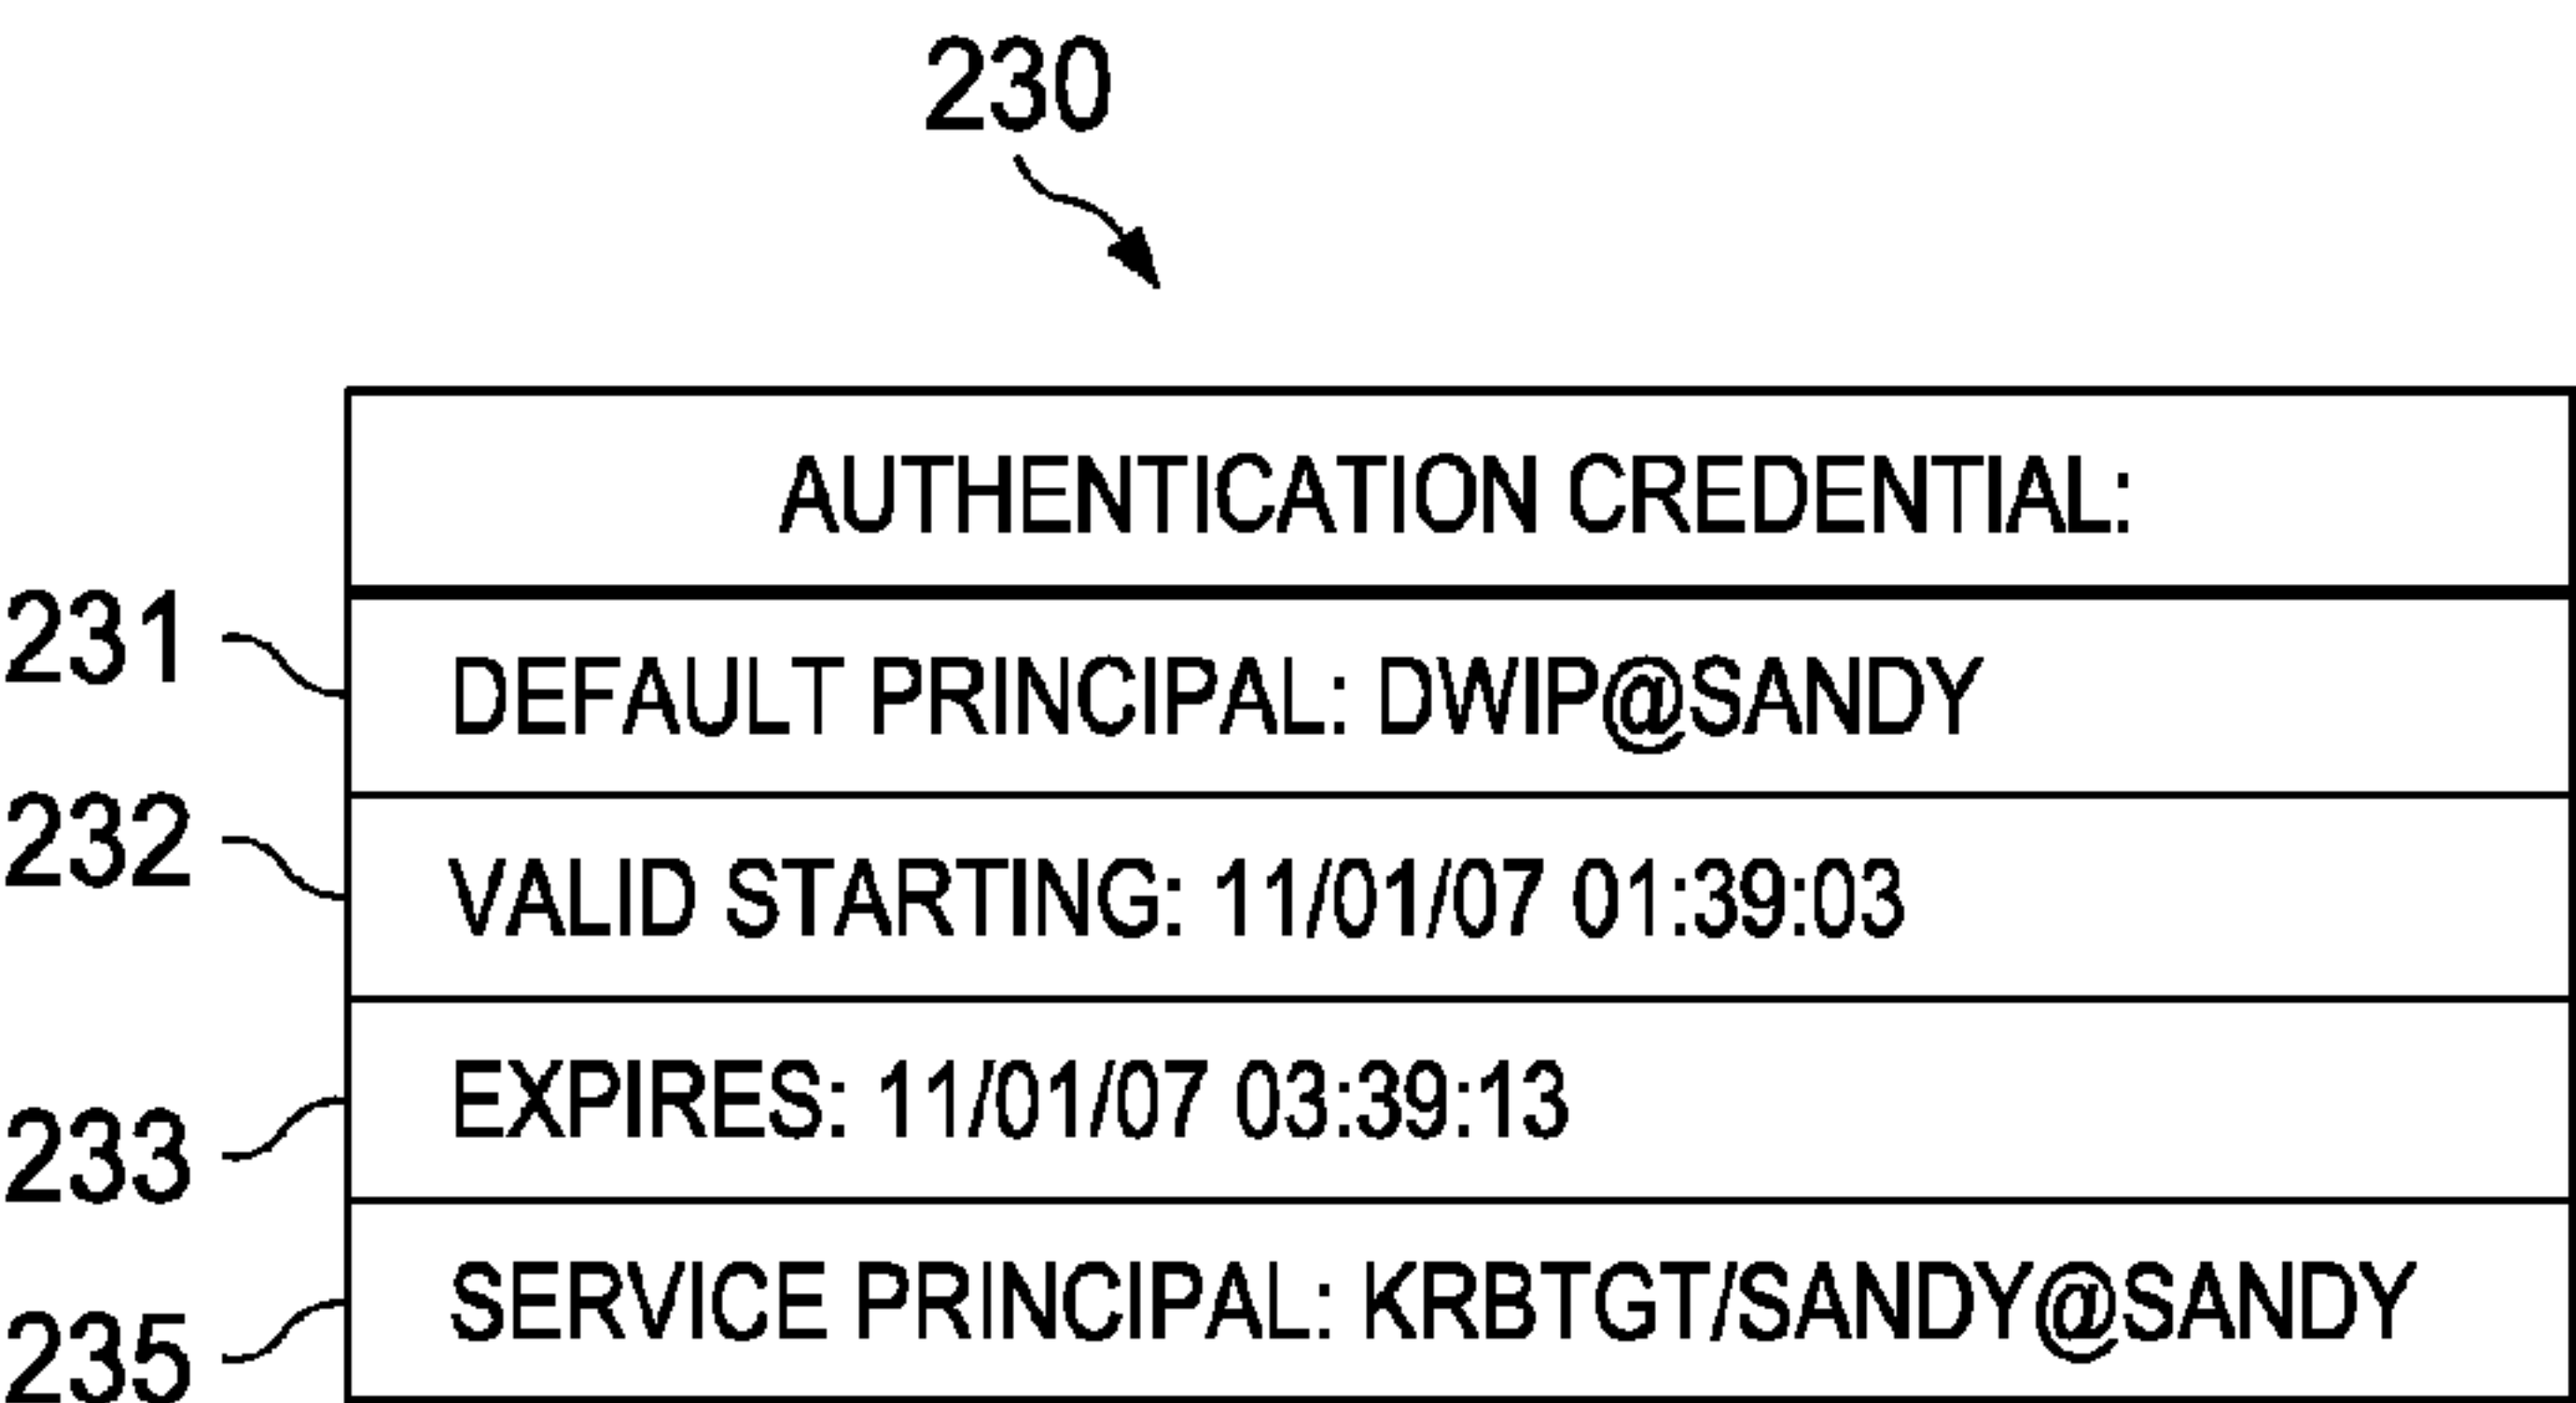 230
AUTHENTICATION CREDENTIAL:
231
DEFAULT PRINCIPAL: DWIP@SANDY
232
VALID STARTING: 11/01/07 01:39:03
233
EXPIRES: 11/01/07 03:39:13
235
SERVICE PRINCIPAL: KRBTGT/SANDY@SANDY